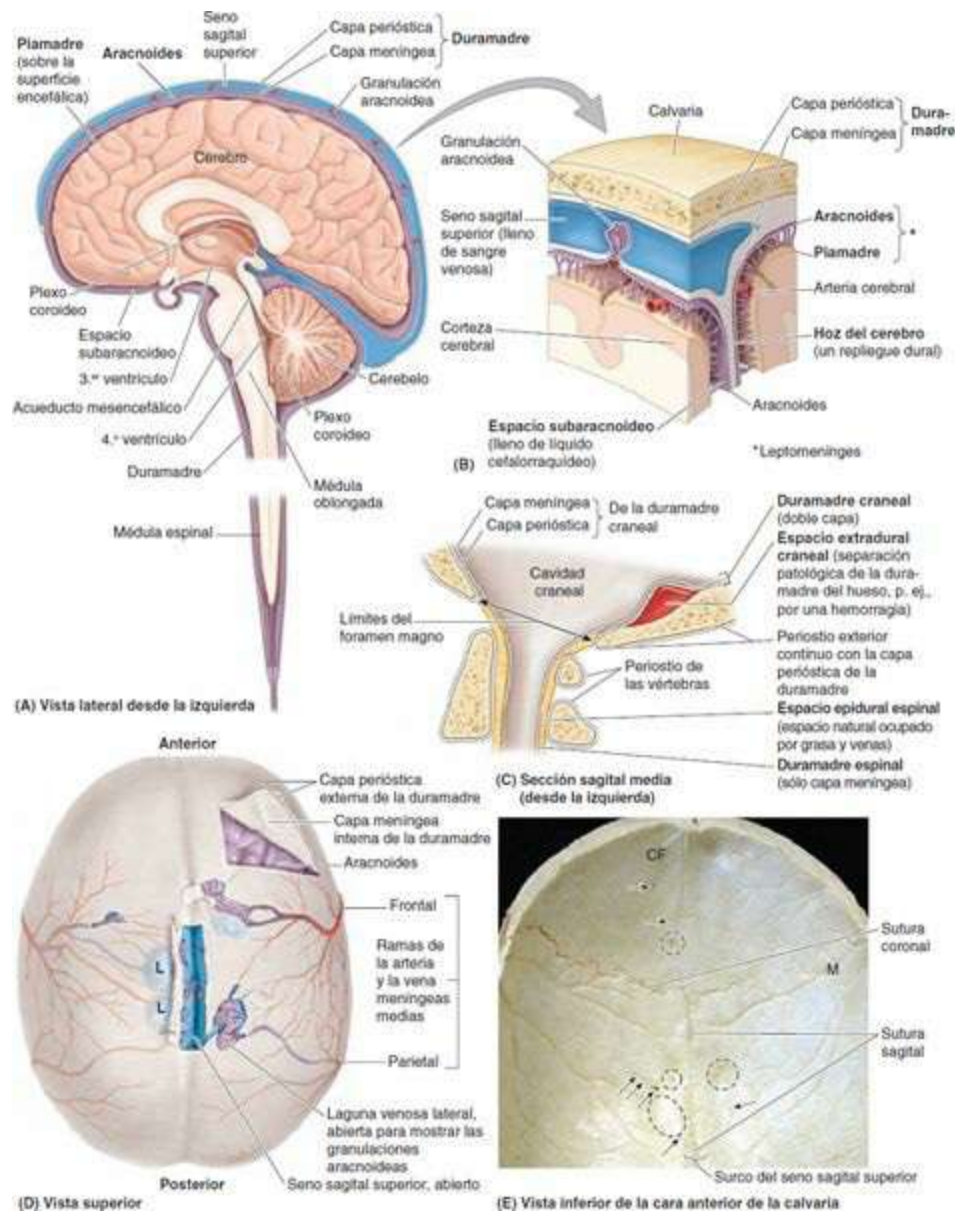 Seno
sagital
superior
Capa perióstica
Capa meníngea
Duramadre
Piamadre
(sobre la
superficie
encefálica)
Aracnoides
Granulación
aracnoidea
Cerebro
Plexo
coroideo
Espacio
subaracnoideo
3.er ventrículo
Acueducto mesencefálico
4.º ventrículo
Duramadre
Cerebelo
Plexo
coroideo
Médula
oblongada
Médula espinal
(A) Vista lateral desde la izquierda
Calvaria
Capa perióstica
Capa meníngea
Dura-
madre
Granulación
aracnoidea
Seno sagital
superior (lleno
de sangre
venosa)
Aracnoides
Piamadre
*
Arteria cerebral
Corteza
cerebral
Hoz del cerebro
(un repliegue dural)
Aracnoides
Espacio subaracnoideo
(lleno de líquido
cefalorraquídeo)
(B)
*Leptomeninges
Capa meníngea
Capa perióstica
De la duramadre
craneal
Duramadre craneal
(doble capa)
Espacio extradural
craneal (separación
patológica de la dura-
madre del hueso, p. ej.,
por una hemorragia)
Cavidad
craneal
Límites del
foramen magno
Periostio exterior
continuo con la capa
perióstica de la
duramadre
Periostio de
las vértebras
Espacio epidural espinal
(espacio natural ocupado
por grasa y venas)
Duramadre espinal
(sólo capa meníngea)
(C) Sección sagital media
(desde la izquierda)
Anterior
Capa perióstica
externa de la duramadre
Capa meníngea
interna de la duramadre
Aracnoides
Frontal
Ramas de
la arteria
y la vena
meníngeas
medias
Parietal
L
L
Laguna venosa lateral,
abierta para mostrar las
granulaciones
aracnoideas
Seno sagital superior, abierto
Posterior
(D) Vista superior
CF
Sutura
coronal
M
Sutura
sagital
Surco del seno sagital superior
(E) Vista inferior de la cara anterior de la calvaria